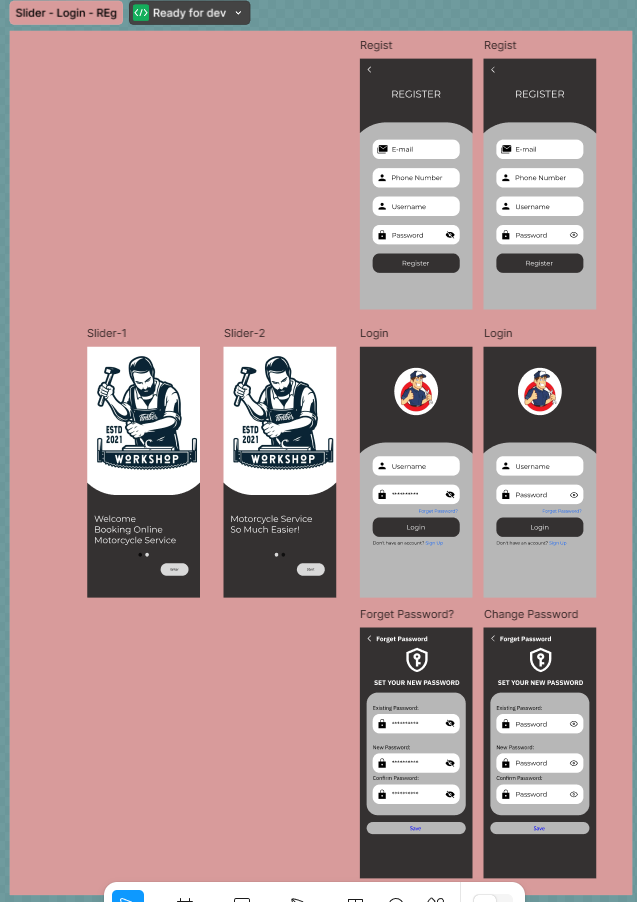 Slider - Login - REg
Ready for dev
Regist
REGISTER
E-mail
Phone Number
Username
Password
Register
Regist
REGISTER
E-mail
Phone Number
Username
Password
Register
Slider-1
Timber
ESTD
2021
WORKSHOP
Welcome
Booking Online
Motorcycle Service
Slider-2
Timber
ESTD
2021
WORKSHOP
Motorcycle Service
So Much Easier!
Login
Username
**********
Forget Password?
Login
Don't have an account? Sign Up
Login
Username
Password
Forget Password?
Login
Don't have an account? Sign Up
Forget Password?
Forget Password
SET YOUR NEW PASSWORD
Existing Password:
**********
New Password:
**********
Confirm Password:
**********
Save
Change Password
Forget Password
SET YOUR NEW PASSWORD
Existing Password:
Password
New Password:
Password
Confirm Password:
Password
Save